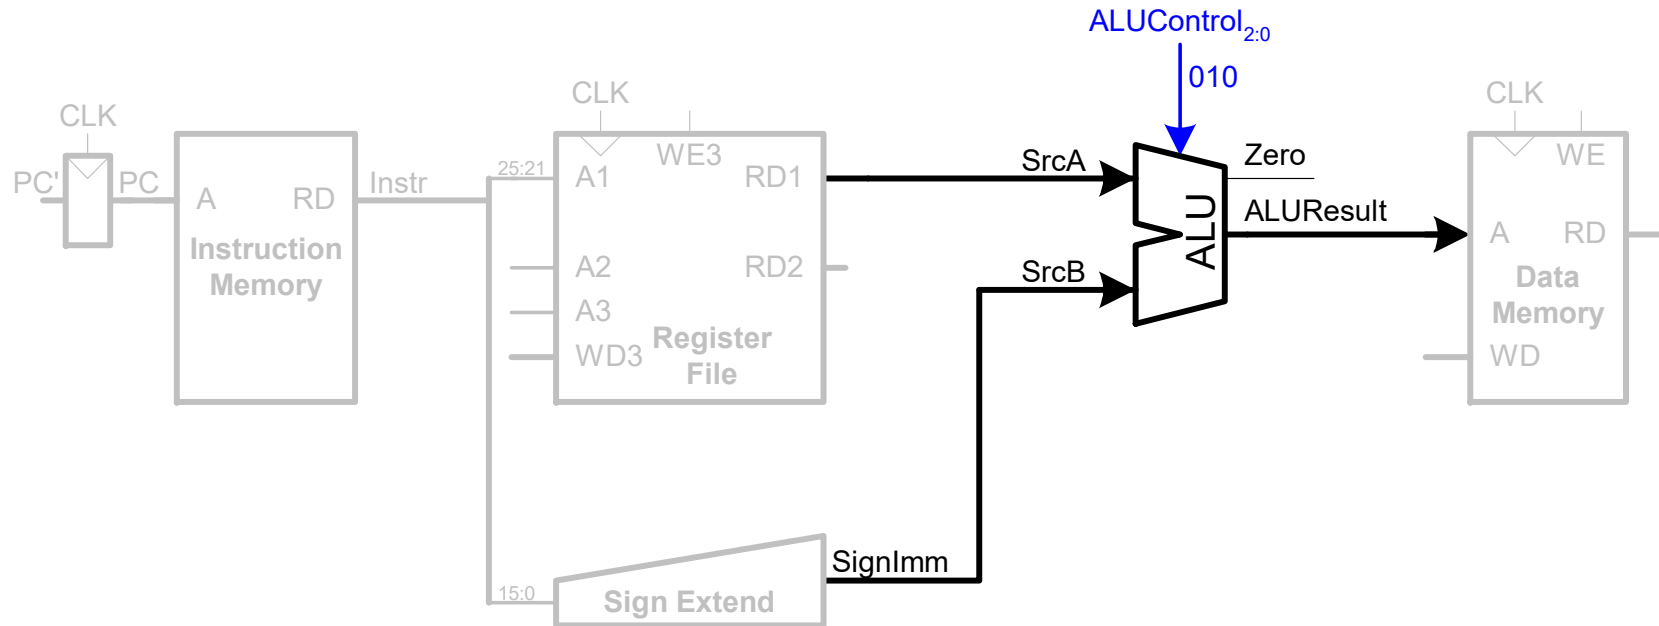 ALUControl2:0
010
CLK
CLK
CLK
PC'
PC
A
RD
Instr
Instruction
Memory
25:21
A1
WE3
RD1
A2
RD2
A3
WD3
Register
File
SrcA
SrcB
ALU
Zero
ALUResult
WE
A
RD
Data
Memory
WD
15:0
Sign Extend
SignImm